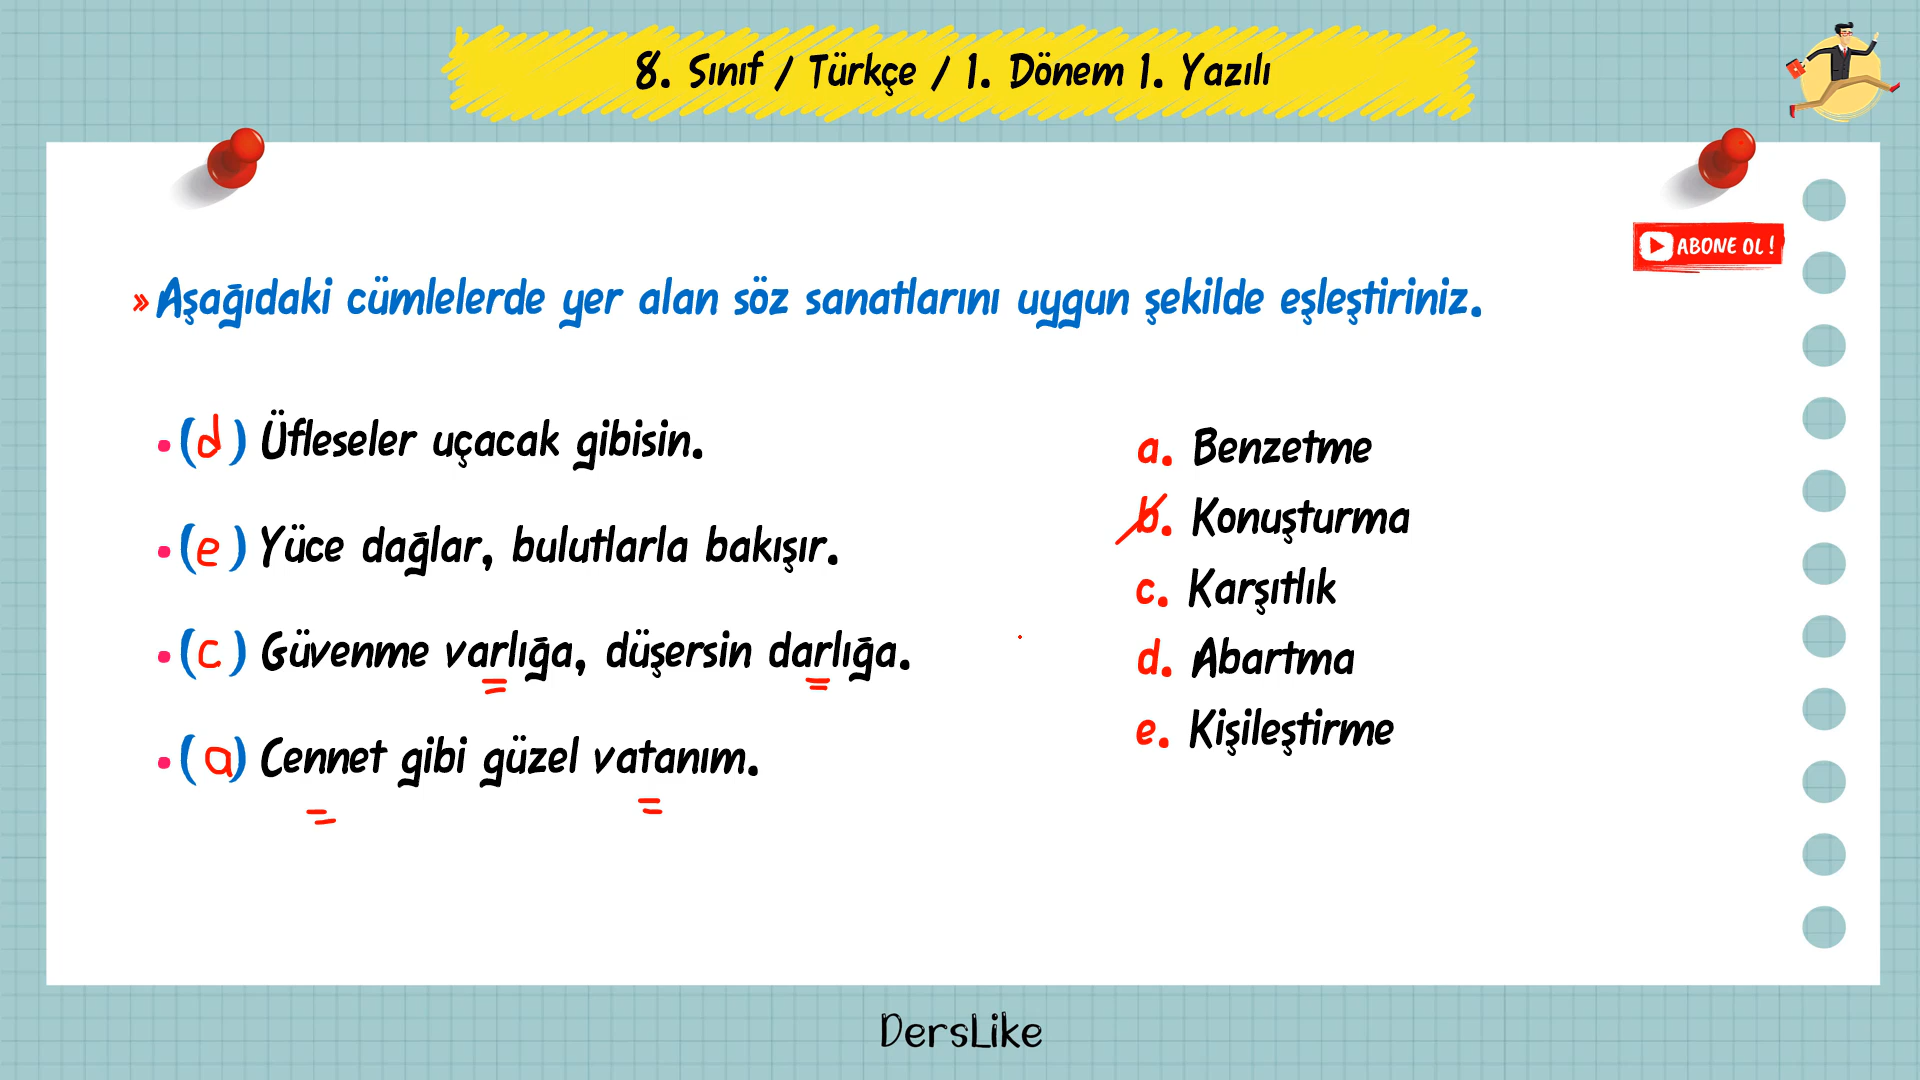 8. Sınıf / Türkçe / 1. Dönem 1. Yazılı
ABONE OL !
» Aşağıdaki cümlelerde yer alan söz sanatlarını uygun şekilde eşleştiriniz.
• (d) Üfleseler uçacak gibisin.
• (e) Yüce dağlar, bulutlarla bakışır.
• (c) Güvenme varlığa, düşersin darlığa.
• (a) Cennet gibi güzel vatanım.
a. Benzetme
b. Konuşturma
c. Karşıtlık
d. Abartma
e. Kişileştirme
DersLike